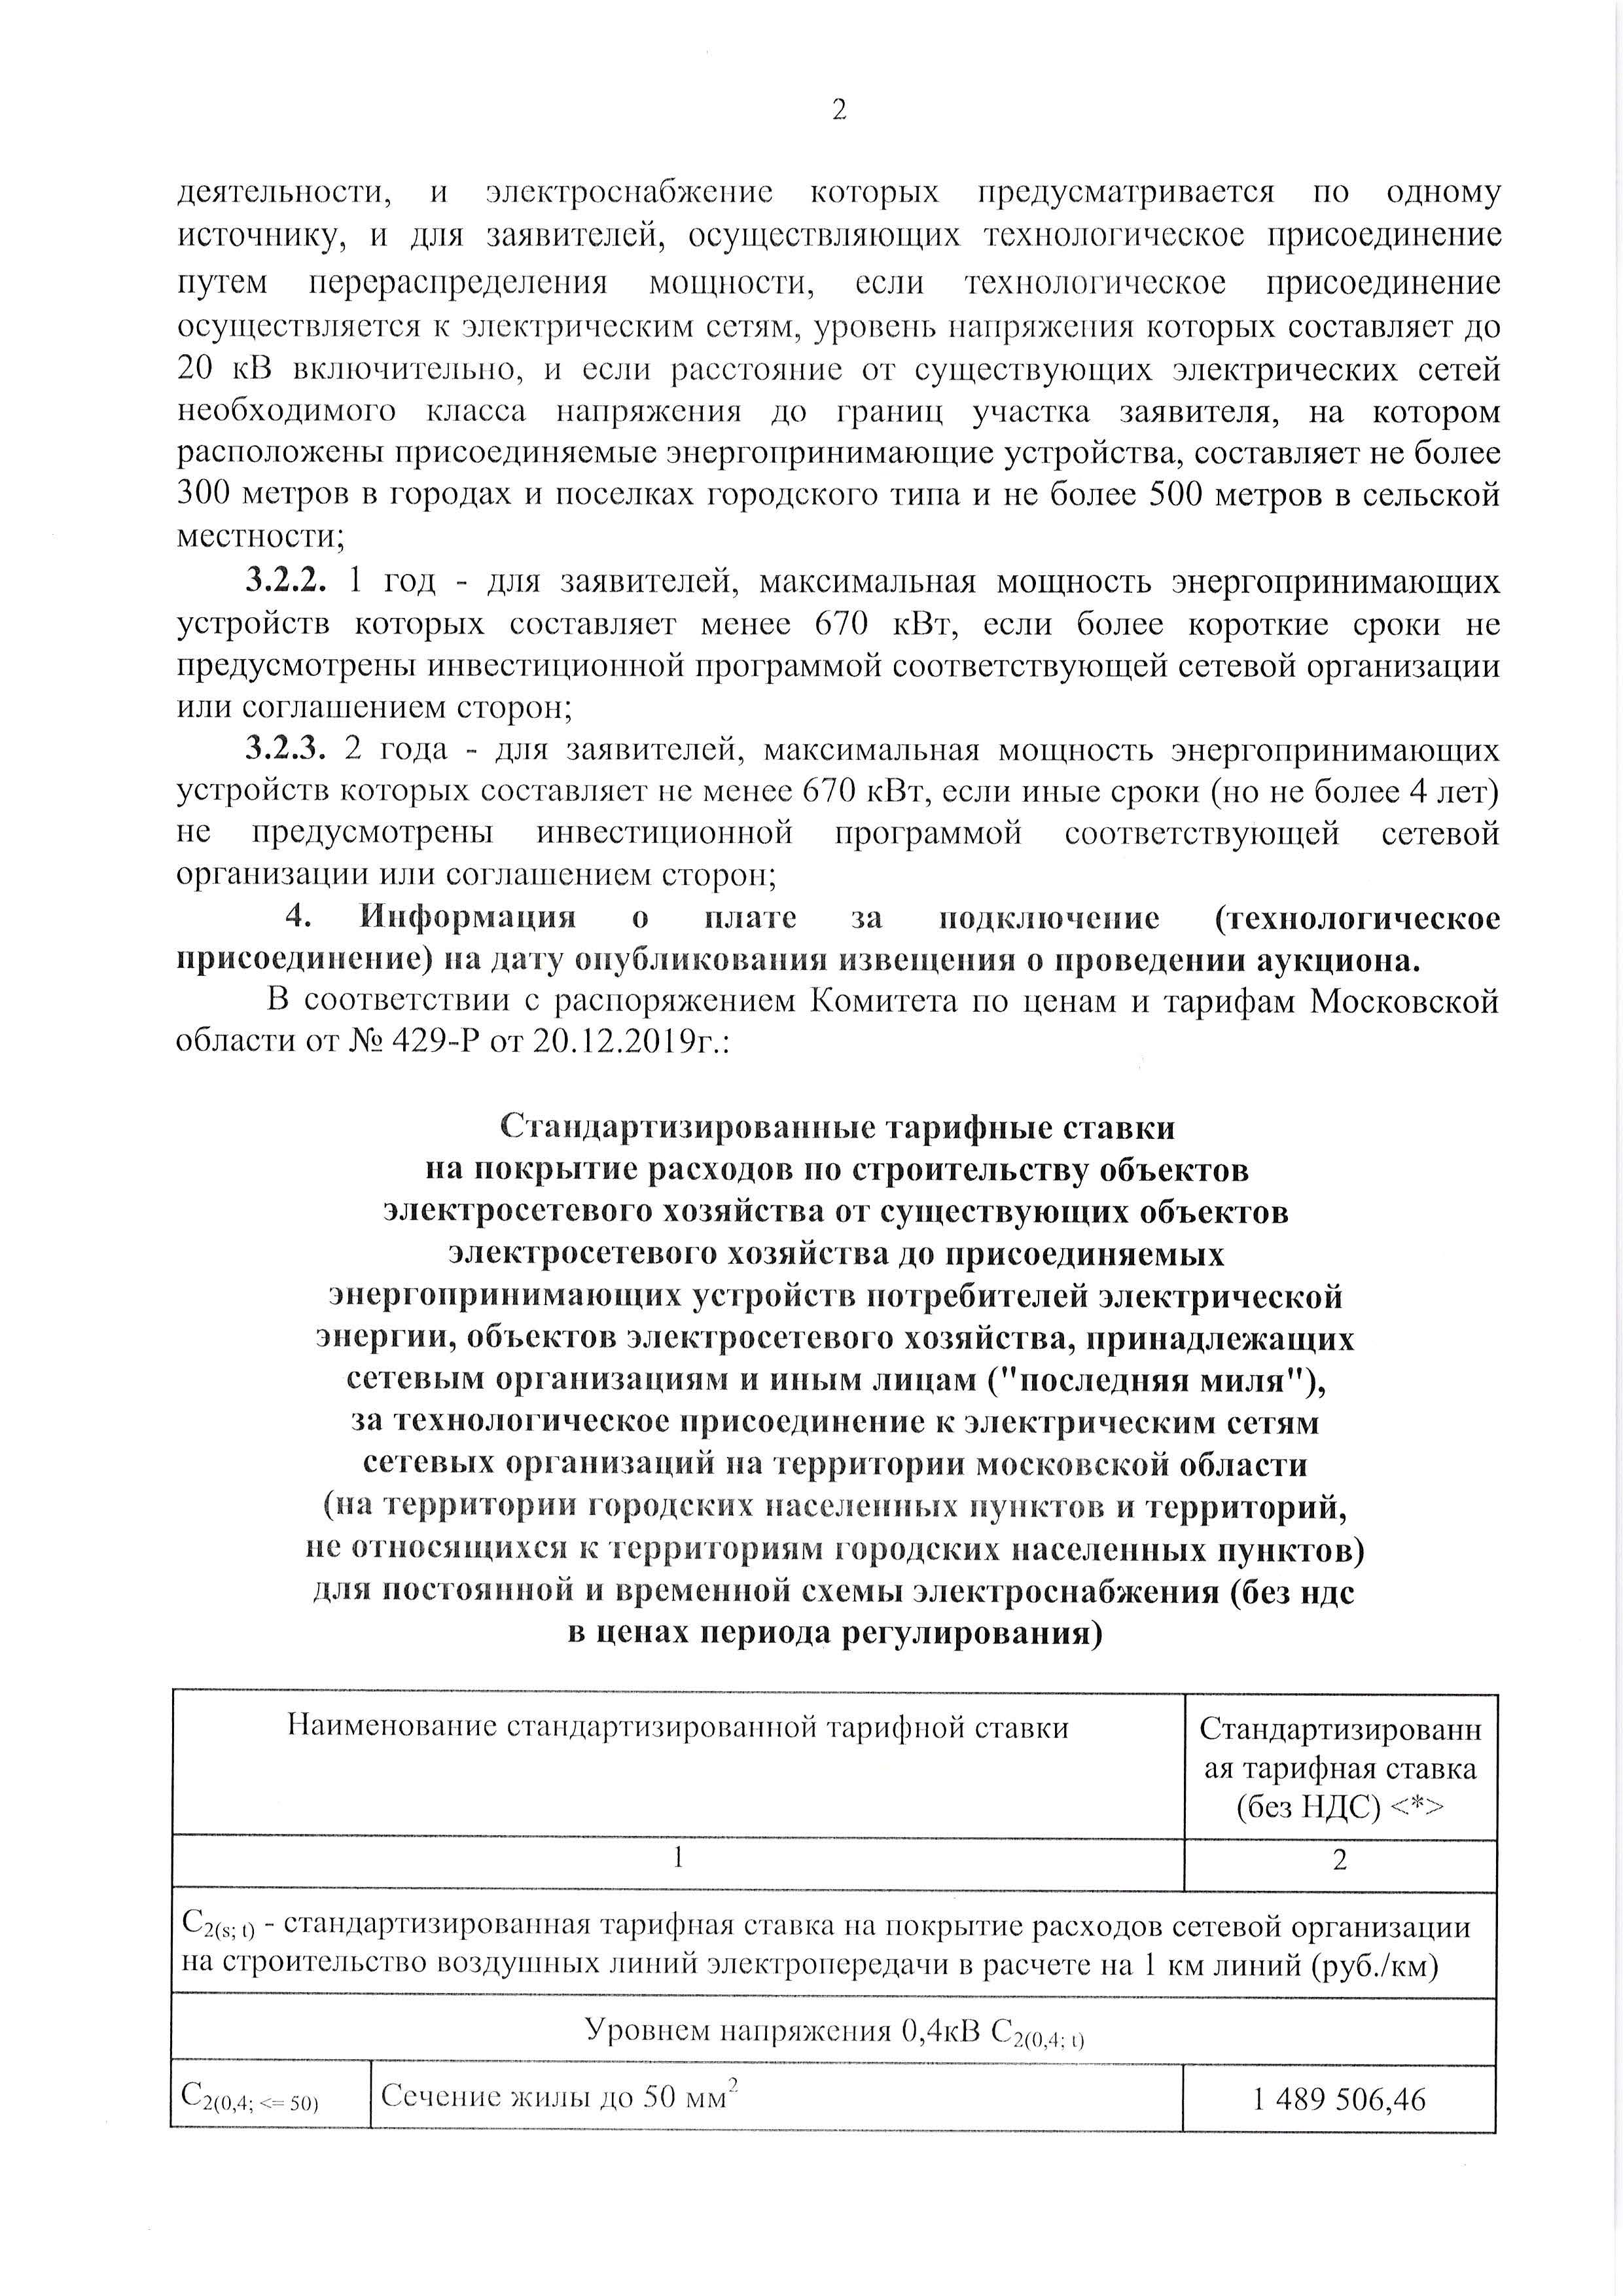 2
деятельности, и электроснабжение которых предусматривается по одному
источнику, и для заявителей, осуществляющих технологическое присоединение
путем перераспределения мощности, если технологическое присоединение
осуществляется к электрическим сетям, уровень напряжения которых составляет до
20 кВ включительно, и если расстояние от существующих электрических сетей
необходимого класса напряжения до границ участка заявителя, на котором
расположены присоединяемые энергопринимающие устройства, составляет не более
300 метров в городах и поселках городского типа и не более 500 метров в сельской
местности;
3.2.2. 1 год - для заявителей, максимальная мощность энергопринимающих
устройств которых составляет менее 670 кВт, если более короткие сроки не
предусмотрены инвестиционной программой соответствующей сетевой организации
или соглашением сторон;
3.2.3. 2 года - для заявителей, максимальная мощность энергопринимающих
устройств которых составляет не менее 670 кВт, если иные сроки (но не более 4 лет)
не предусмотрены инвестиционной программой соответствующей сетевой
организации или соглашением сторон;
4. Информация о плате за подключение (технологическое
присоединение) на дату опубликования извещения о проведении аукциона.
В соответствии с распоряжением Комитета по ценам и тарифам Московской
области от № 429-Р от 20.12.2019г.:
Стандартизированные тарифные ставки
на покрытие расходов по строительству объектов
электросетевого хозяйства от существующих объектов
электросетевого хозяйства до присоединяемых
энергопринимающих устройств потребителей электрической
энергии, объектов электросетевого хозяйства, принадлежащих
сетевым организациям и иным лицам ("последняя миля"),
за технологическое присоединение к электрическим сетям
сетевых организаций на территории московской области
(на территории городских населенных пунктов и территорий,
не относящихся к территориям городских населенных пунктов)
для постоянной и временной схемы электроснабжения (без ндс
в ценах периода регулирования)
Наименование стандартизированной тарифной ставки
Стандартизированн
ая тарифная ставка
(без НДС) <*>
1
2
C2(s; t) - стандартизированная тарифная ставка на покрытие расходов сетевой организации
на строительство воздушных линий электропередачи в расчете на 1 км линий (руб./км)
Уровнем напряжения 0,4кВ C2(0,4; t)
C2(0,4; <= 50)
Сечение жилы до 50 мм2
1 489 506,46